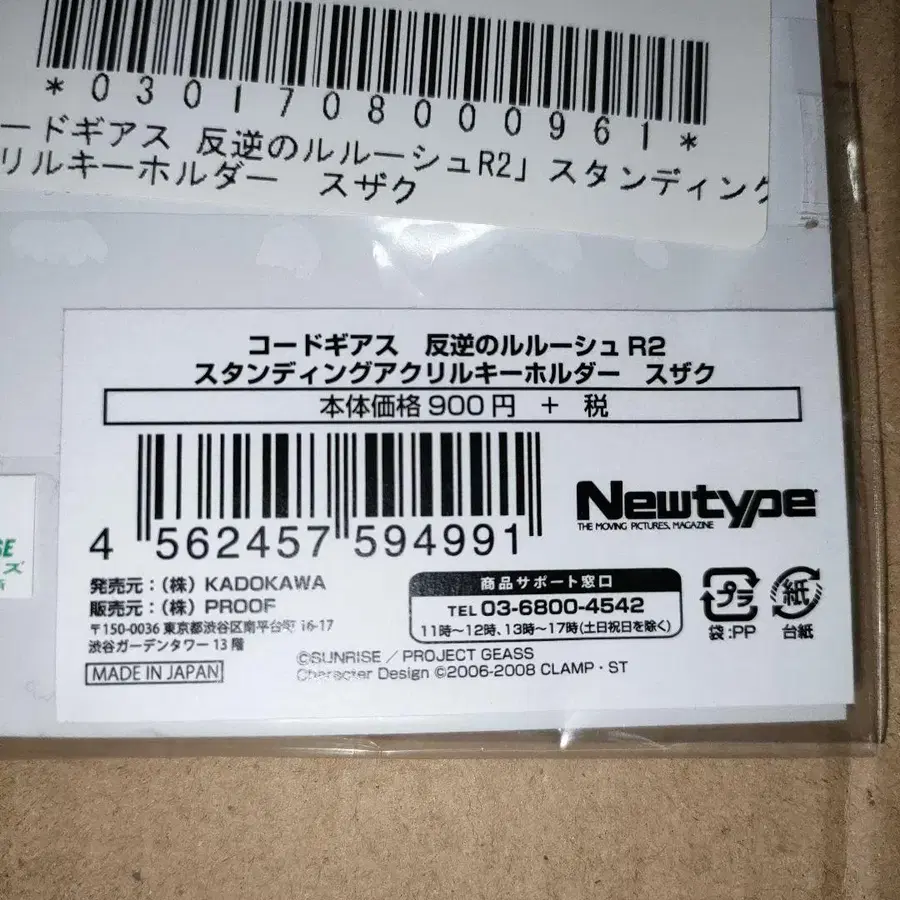 *0301708000961*
ードギアス 反逆のルルーシュR2」スタンディング
クリルキーホルダー スザク
コードギアス 反逆のルルーシュ R2
スタンディングアクリルキーホルダー スザク
本体価格 900 円 + 税
4 562457 594991
Newtype
THE MOVING PICTURES, MAGAZINE
発売元：（株）KADOKAWA
販売元：（株）PROOF
〒150-0036 東京都渋谷区南平台町 16-17
渋谷ガーデンタワー 13 階
MADE IN JAPAN
商品サポート窓口
TEL 03-6800-4542
11時～12時、13時～17時(土日祝日を除く)
©SUNRISE／PROJECT GEASS
Character Design ©2006-2008 CLAMP・ST
プラ
袋:PP
紙
台紙
SE
ズ